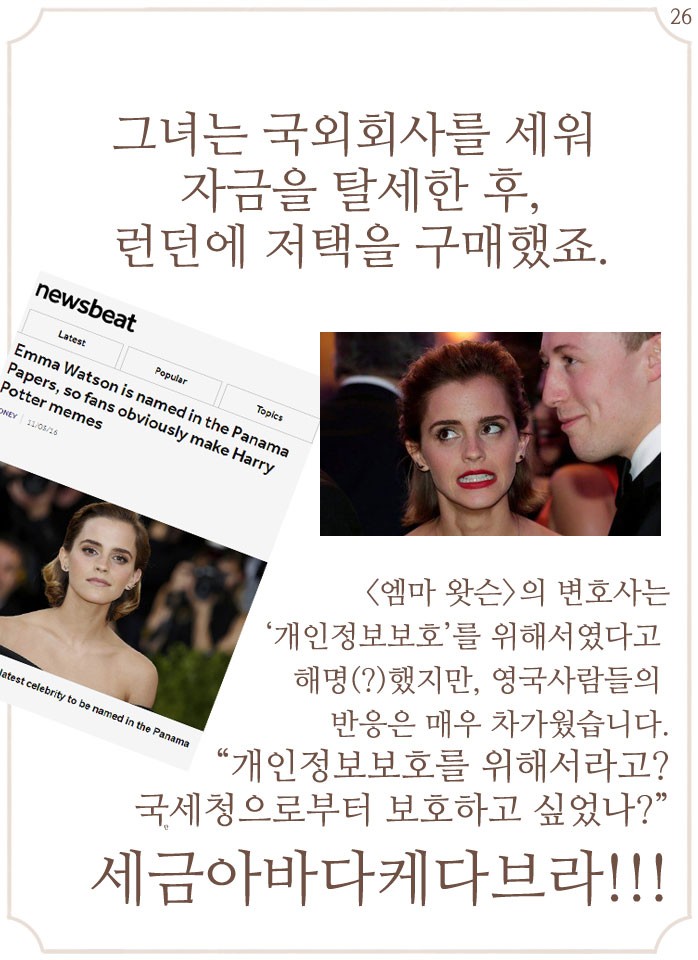 26
그녀는 국외회사를 세워
자금을 탈세한 후,
런던에 저택을 구매했죠.
newsbeat
Latest
Popular
Topics
Emma Watson is named in the Panama
Papers, so fans obviously make Harry
Potter memes
ONEY | 11/05/16
latest celebrity to be named in the Panama
<엠마 왓슨>의 변호사는
‘개인정보보호’를 위해서였다고
해명(?)했지만, 영국사람들의
반응은 매우 차가웠습니다.
“개인정보보호를 위해서라고?
국세청으로부터 보호하고 싶었나?”
세금아바다케다브라!!!